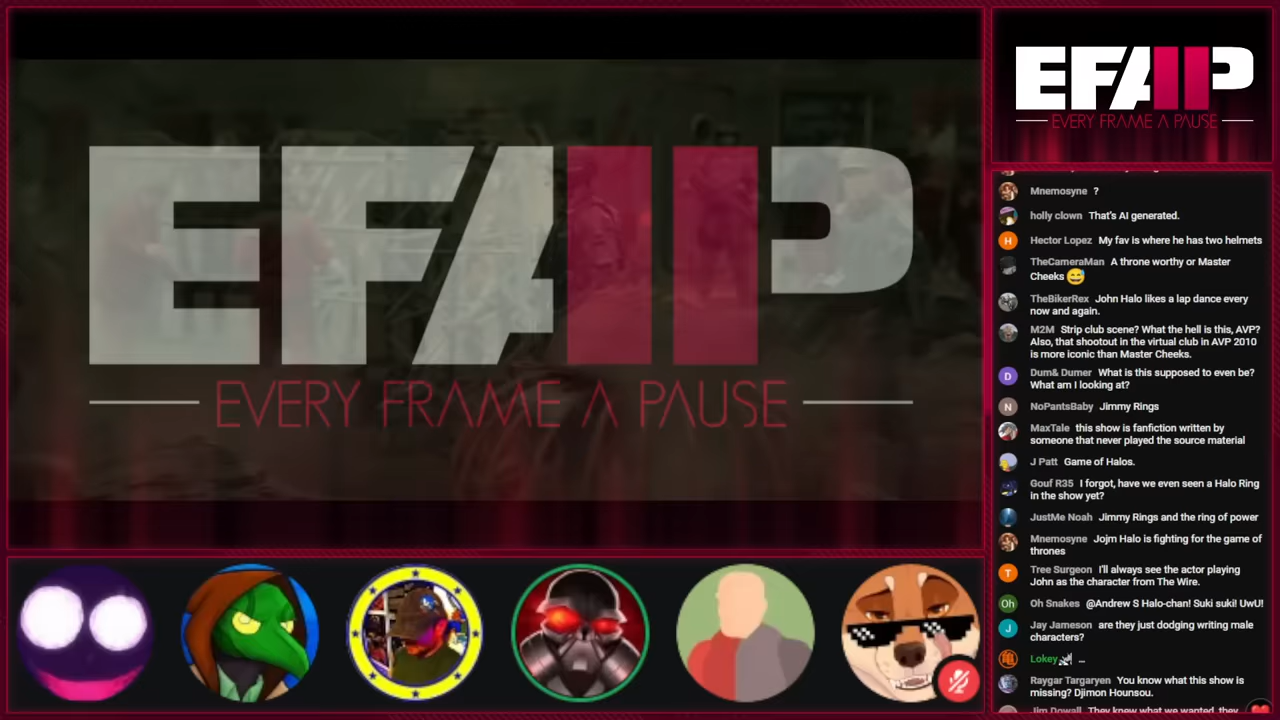 EFAP
EVERY FRAME A PAUSE
EFAP
EVERY FRAME A PAUSE
Mnemosyne ?
holly clown That's AI generated.
H Hector Lopez My fav is where he has two helmets
TheCameraMan A throne worthy or Master
Cheeks 😅
TheBikerRex John Halo likes a lap dance every
now and again.
M2M Strip club scene? What the hell is this, AVP?
Also, that shootout in the virtual club in AVP 2010
is more iconic than Master Cheeks.
D Dum& Dumer What is this supposed to even be?
What am I looking at?
N NoPantsBaby Jimmy Rings
MaxTale this show is fanfiction written by
someone that never played the source material
J Patt Game of Halos.
Gouf R35 I forgot, have we even seen a Halo Ring
in the show yet?
JustMe Noah Jimmy Rings and the ring of power
Mnemosyne Jojm Halo is fighting for the game of
thrones
T Tree Surgeon I'll always see the actor playing
John as the character from The Wire.
Oh Oh Snakes @Andrew S Halo-chan! Suki suki! UwU!
J Jay Jameson are they just dodging writing male
characters?
Lokey ...
Raygar Targaryen You know what this show is
missing? Djimon Hounsou.
Jim Dowall They knew what we wanted, they